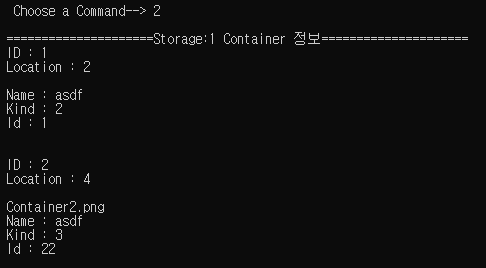 Choose a Command--> 2
=====================Storage:1 Container 정보=====================
ID : 1
Location : 2
Name : asdf
Kind : 2
Id : 1
ID : 2
Location : 4
Container2.png
Name : asdf
Kind : 3
Id : 22